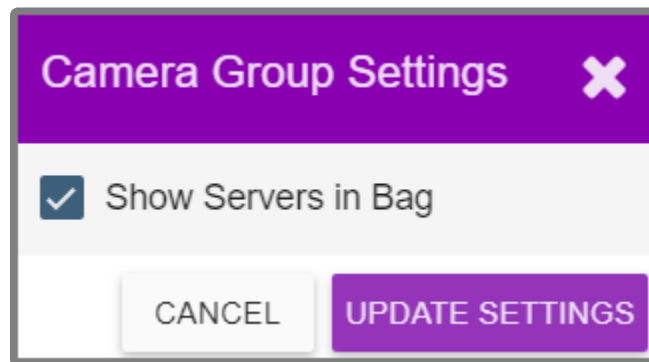 Camera Group Settings
Show Servers in Bag
CANCEL
UPDATE SETTINGS